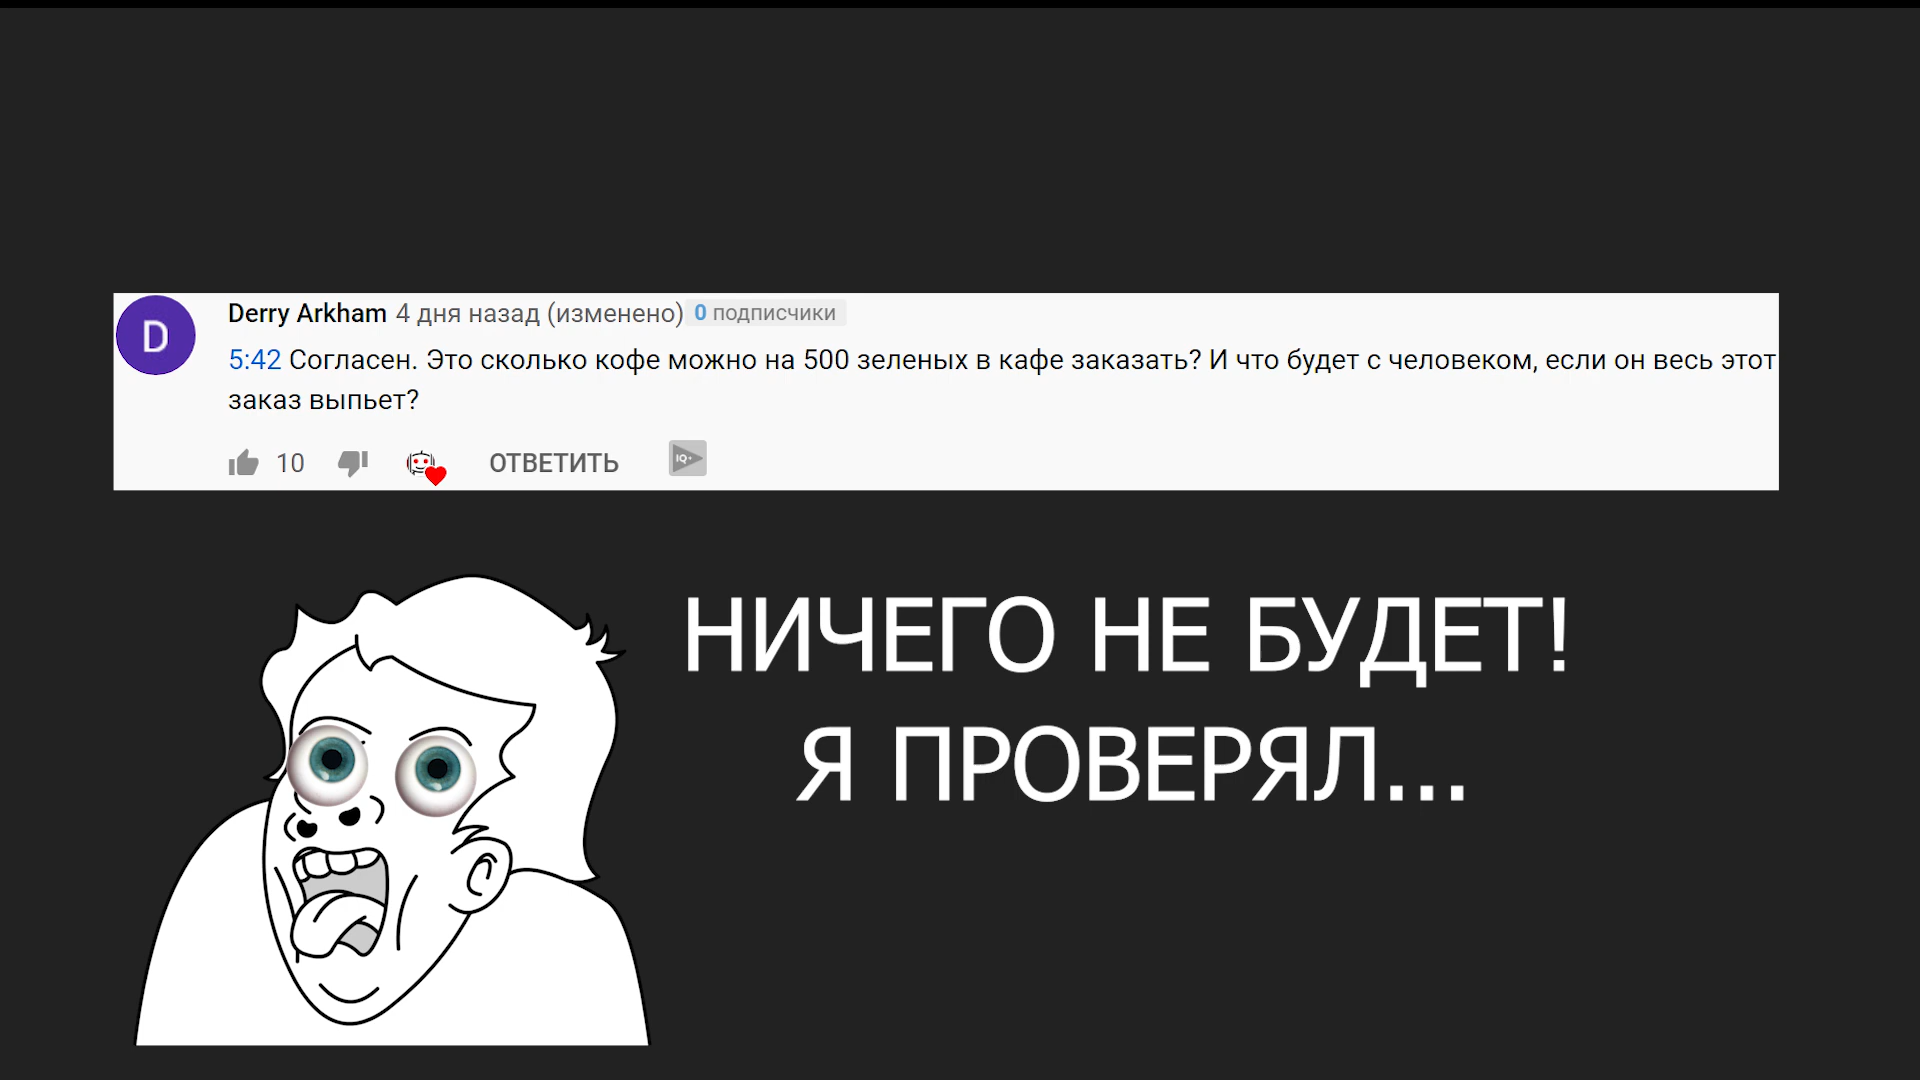 D
Derry Arkham 4 дня назад (изменено) 0 подписчики
5:42 Согласен. Это сколько кофе можно на 500 зеленых в кафе заказать? И что будет с человеком, если он весь этот
заказ выпьет?
10 ОТВЕТИТЬ IQ+
НИЧЕГО НЕ БУДЕТ!
Я ПРОВЕРЯЛ...